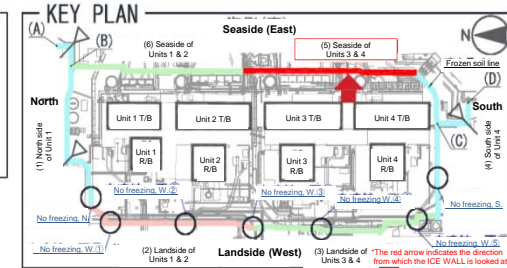 KEY PLAN
(A)
(B)
Seaside (East)
N
(6) Seaside of
Units 1 & 2
(5) Seaside of
Units 3 & 4
Frozen soil line
(D)
North
South
(1) North side
of Unit 1
Unit 1 T/B
Unit 2 T/B
Unit 3 T/B
Unit 4 T/B
(C)
(4) South side
of Unit 4
Unit 1
R/B
Unit 2
R/B
Unit 3
R/B
Unit 4
R/B
No freezing, W.②
No freezing, W.③
No freezing W.④
No freezing, S.
No freezing, N.
No freezing, W.①
No freezing, W.⑤
(2) Landside of
Units 1 & 2
Landside (West)
(3) Landside of
Units 3 & 4
*The red arrow indicates the direction
from which the ICE WALL is looked at